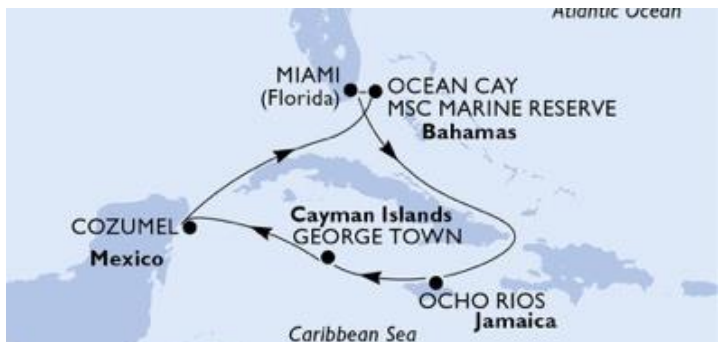 Atlantic Ocean
MIAMI
(Florida)
OCEAN CAY
MSC MARINE RESERVE
Bahamas
COZUMEL
Mexico
Cayman Islands
GEORGE TOWN
OCHO RIOS
Jamaica
Caribbean Sea